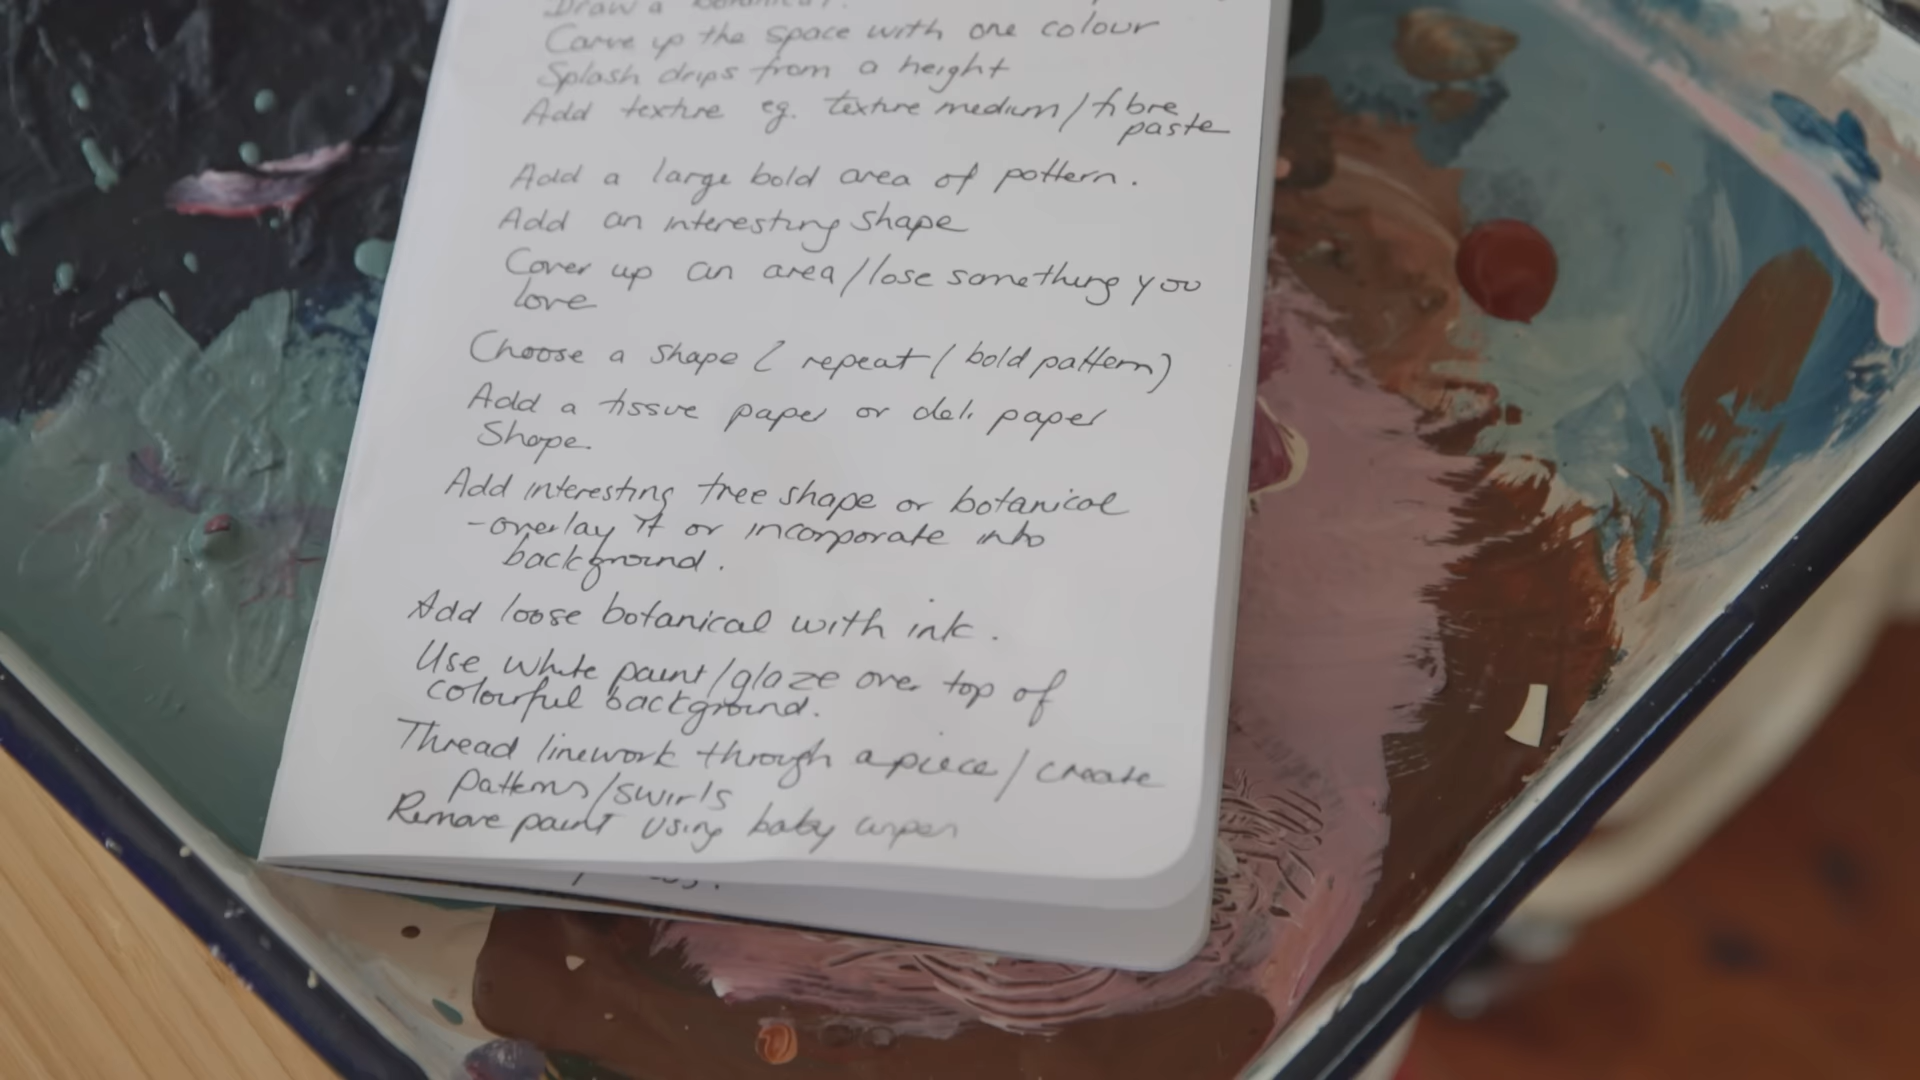 Draw a botanical.
Carve up the space with one colour
Splash drips from a height
Add texture eg. texture medium/fibre
paste
Add a large bold area of pattern.
Add an interesting shape
Cover up an area/lose something you
love
Choose a shape & repeat (bold pattern)
Add a tissue paper or deli paper
Shape.
Add interesting tree shape or botanical
-overlay it or incorporate into
background.
Add loose botanical with ink.
Use white paint/glaze over top of
colourful background.
Thread linework through a piece/create
patterns/swirls
Remove paint using baby wipes